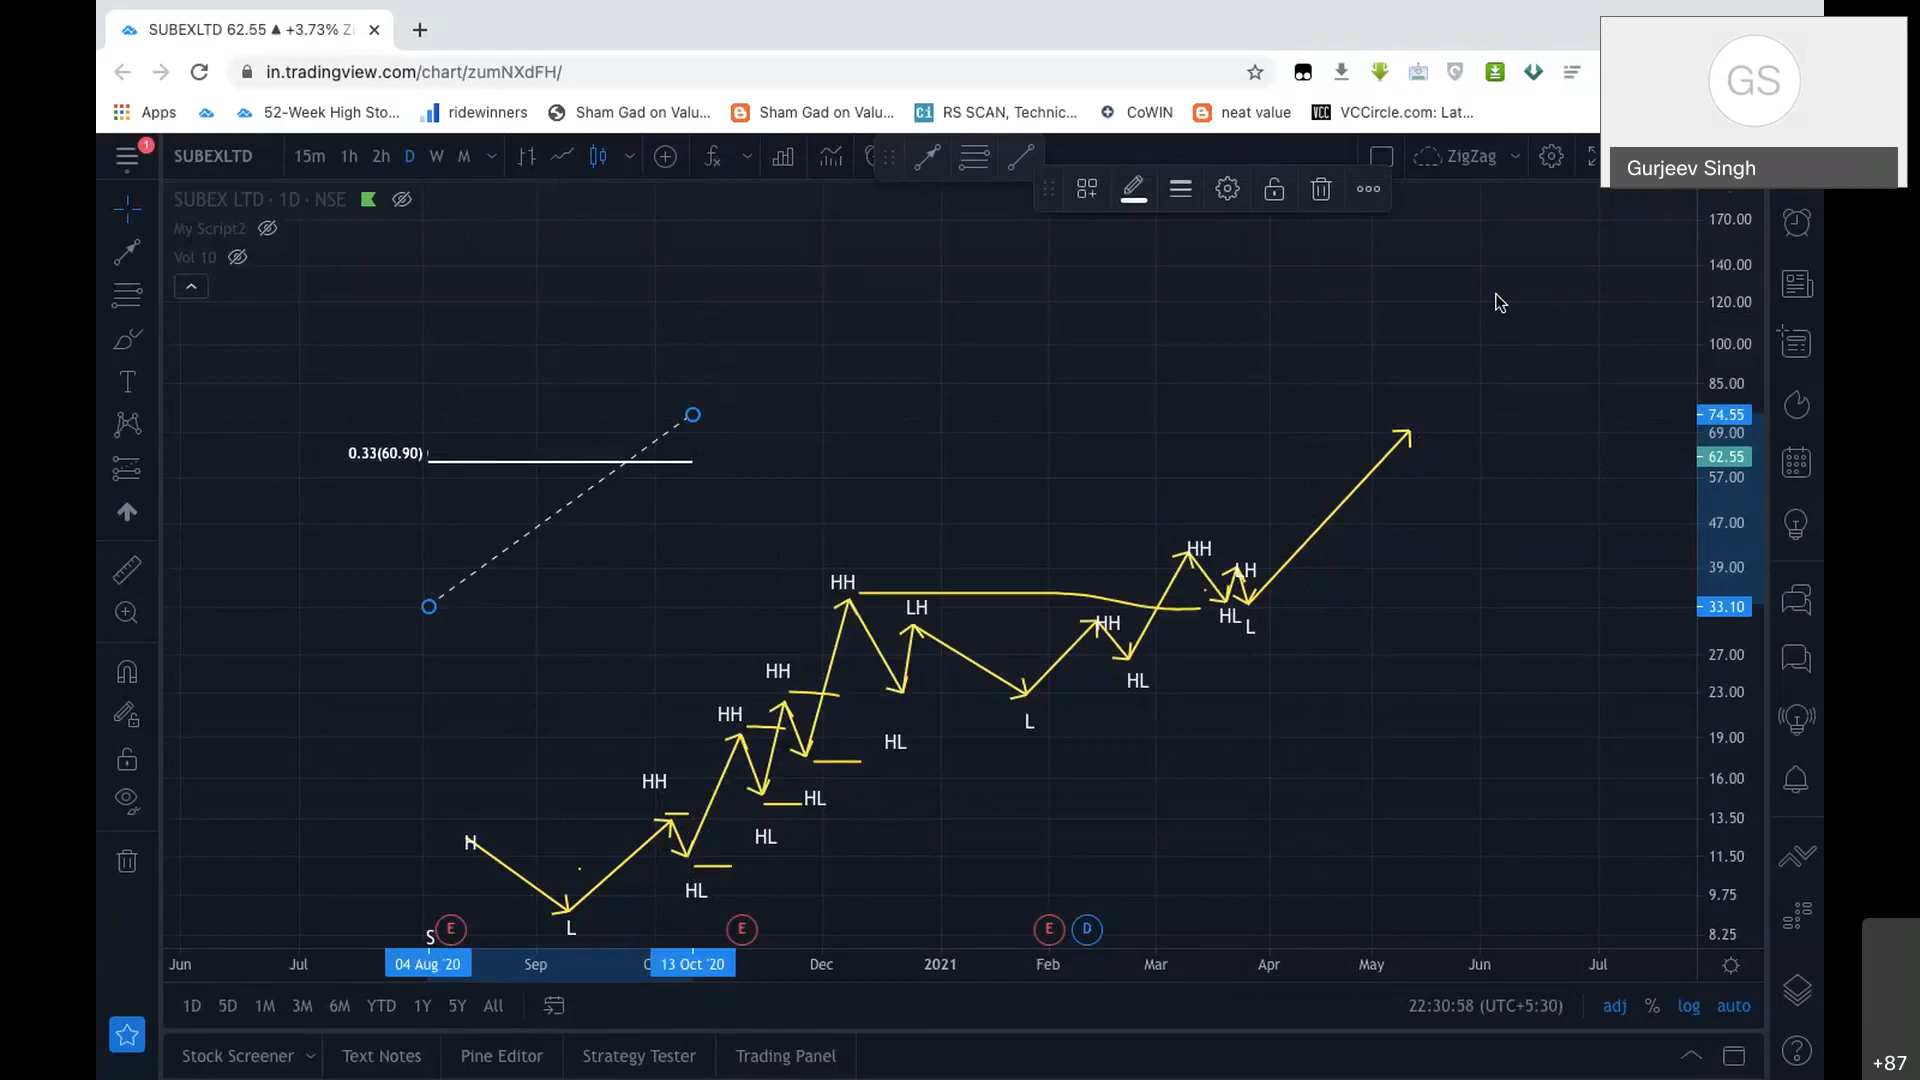 SUBEXLTD 62.55 ▲ +3.73% Zi
in.tradingview.com/chart/zumNXdFH/
GS
Gurjeev Singh
Apps 52-Week High Sto... ridewinners Sham Gad on Valu... Sham Gad on Valu... RS SCAN, Technic... CoWIN neat value VCCircle.com: Lat...
1
SUBEXLTD 15m 1h 2h D W M ZigZag
SUBEX LTD · 1D · NSE
My Script2
Vol 10
170.00
140.00
120.00
100.00
85.00
74.55
69.00
0.33(60.90)
62.55
57.00
47.00
HH
39.00
LH
HH
LH
33.10
HL
HH
L
27.00
HH
HL
23.00
HH
L
19.00
HL
16.00
HH
HL
13.50
HL
H
11.50
HL
9.75
L
S E E E D
8.25
Jun Jul 04 Aug '20 Sep 13 Oct '20 Dec 2021 Feb Mar Apr May Jun Jul
1D 5D 1M 3M 6M YTD 1Y 5Y All 22:30:58 (UTC+5:30) adj % log auto
Stock Screener Text Notes Pine Editor Strategy Tester Trading Panel
+87